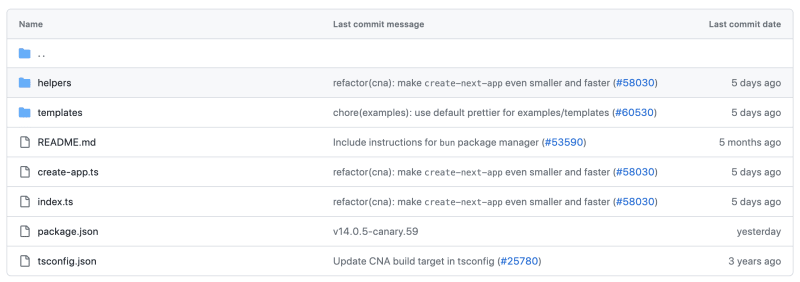 Name Last commit message Last commit date
..
helpers refactor(cna): make create-next-app even smaller and faster (#58030) 5 days ago
templates chore(examples): use default prettier for examples/templates (#60530) 5 days ago
README.md Include instructions for bun package manager (#53590) 5 months ago
create-app.ts refactor(cna): make create-next-app even smaller and faster (#58030) 5 days ago
index.ts refactor(cna): make create-next-app even smaller and faster (#58030) 5 days ago
package.json v14.0.5-canary.59 yesterday
tsconfig.json Update CNA build target in tsconfig (#25780) 3 years ago